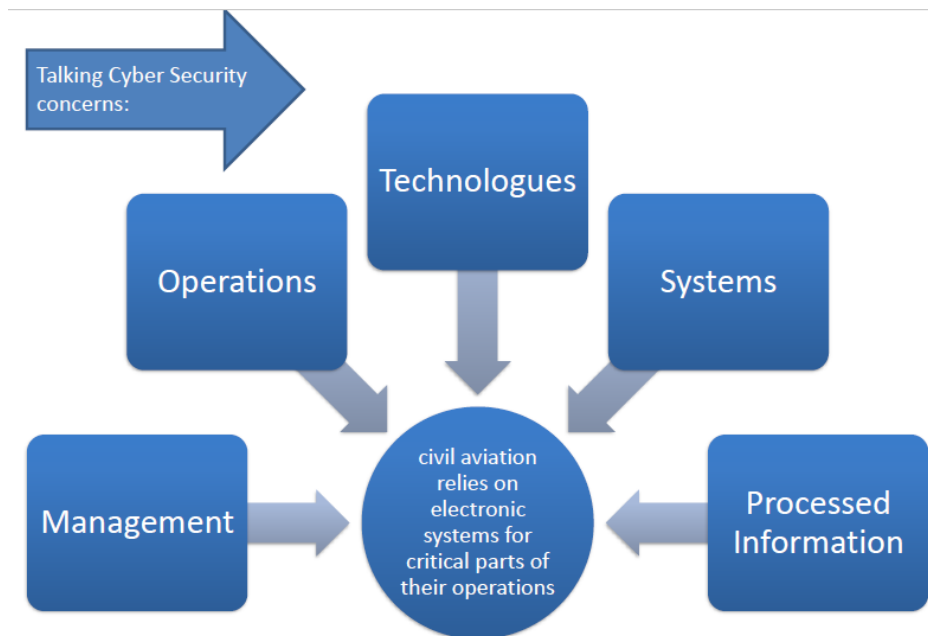 Talking Cyber Security
concerns:
Technologues
Operations
Systems
Management
civil aviation
relies on
electronic
systems for
critical parts of
their operations
Processed
Information